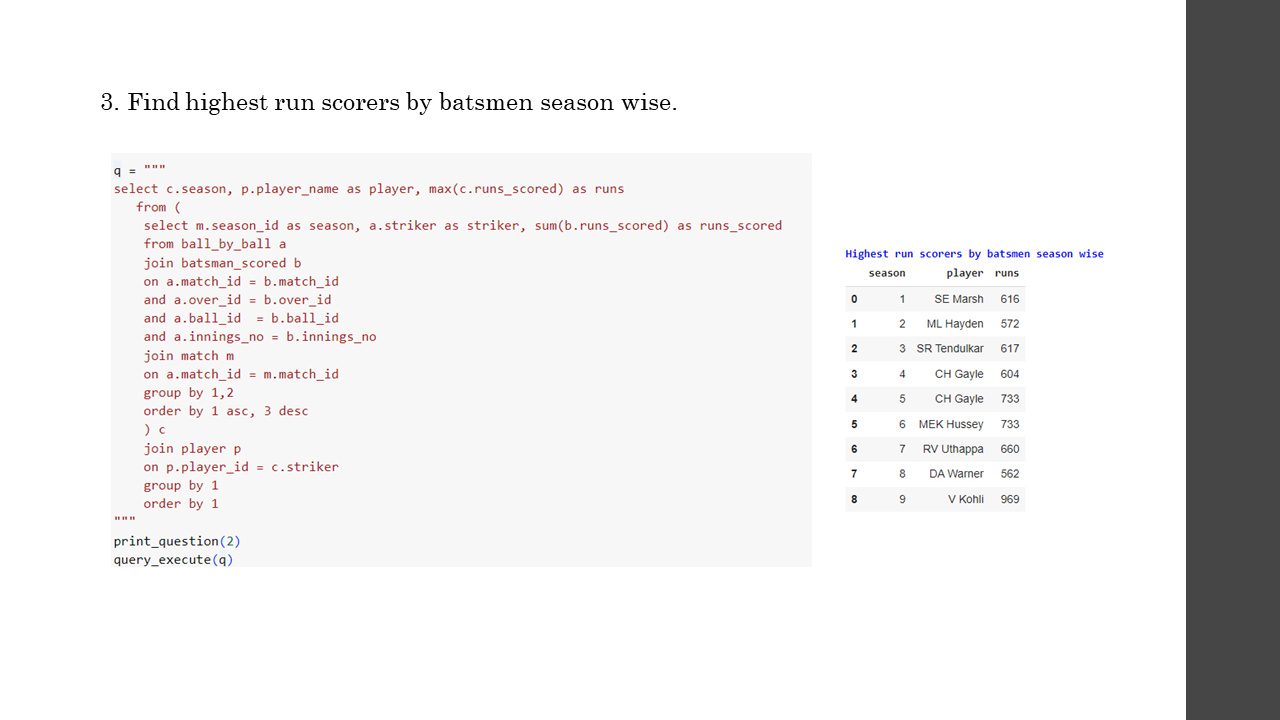 3. Find highest run scorers by batsmen season wise.
q = """
select c.season, p.player_name as player, max(c.runs_scored) as runs
from (
select m.season_id as season, a.striker as striker, sum(b.runs_scored) as runs_scored
from ball_by_ball a
join batsman_scored b
on a.match_id = b.match_id
and a.over_id = b.over_id
and a.ball_id  = b.ball_id
and a.innings_no = b.innings_no
join match m
on a.match_id = m.match_id
group by 1,2
order by 1 asc, 3 desc
) c
join player p
on p.player_id = c.striker
group by 1
order by 1
"""
print_question(2)
query_execute(q)
Highest run scorers by batsmen season wise
season player runs
0 1 SE Marsh 616
1 2 ML Hayden 572
2 3 SR Tendulkar 617
3 4 CH Gayle 604
4 5 CH Gayle 733
5 6 MEK Hussey 733
6 7 RV Uthappa 660
7 8 DA Warner 562
8 9 V Kohli 969